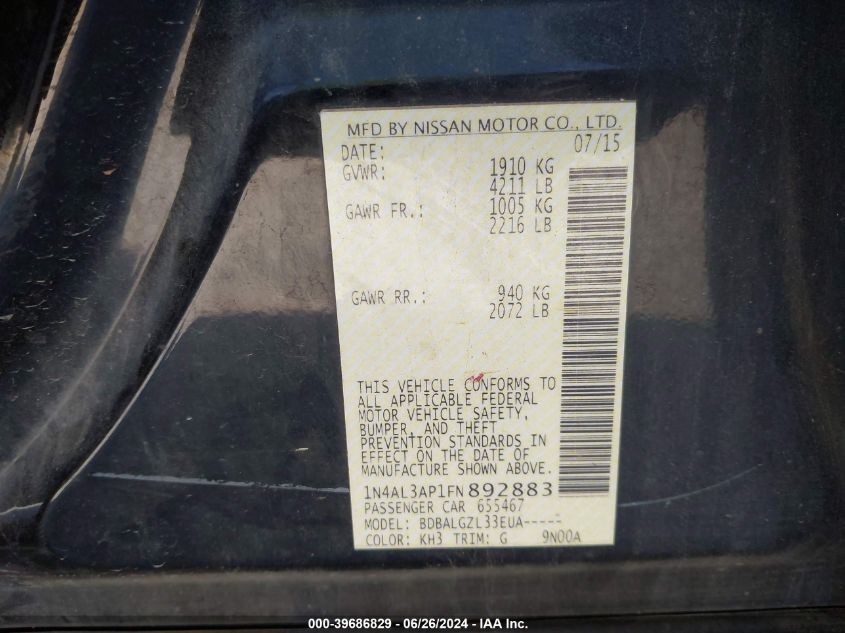 MFD BY NISSAN MOTOR CO., LTD.
DATE: 07/15
GVWR: 1910 KG
4211 LB
GAWR FR.: 1005 KG
2216 LB
GAWR RR.: 940 KG
2072 LB
THIS VEHICLE CONFORMS TO
ALL APPLICABLE FEDERAL
MOTOR VEHICLE SAFETY,
BUMPER, AND THEFT
PREVENTION STANDARDS IN
EFFECT ON THE DATE OF
MANUFACTURE SHOWN ABOVE.
1N4AL3AP1FN892883
PASSENGER CAR 655467
MODEL: BDBALGZL33EUA-----
COLOR: KH3 TRIM: G 9N00A
000-39686829 - 06/26/2024 - IAA Inc.